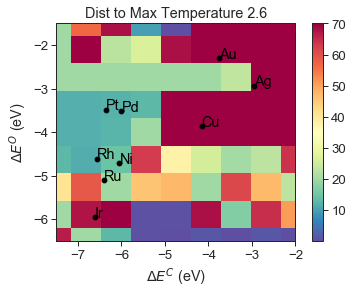 Dist to Max Temperature 2.6
ΔE^O (eV)
−2
−3
−4
−5
−6
Au
Ag
Cu
Pt Pd
Rh Ni
Ru
Ir
−7 −6 −5 −4 −3 −2
ΔE^C (eV)
70
60
50
40
30
20
10